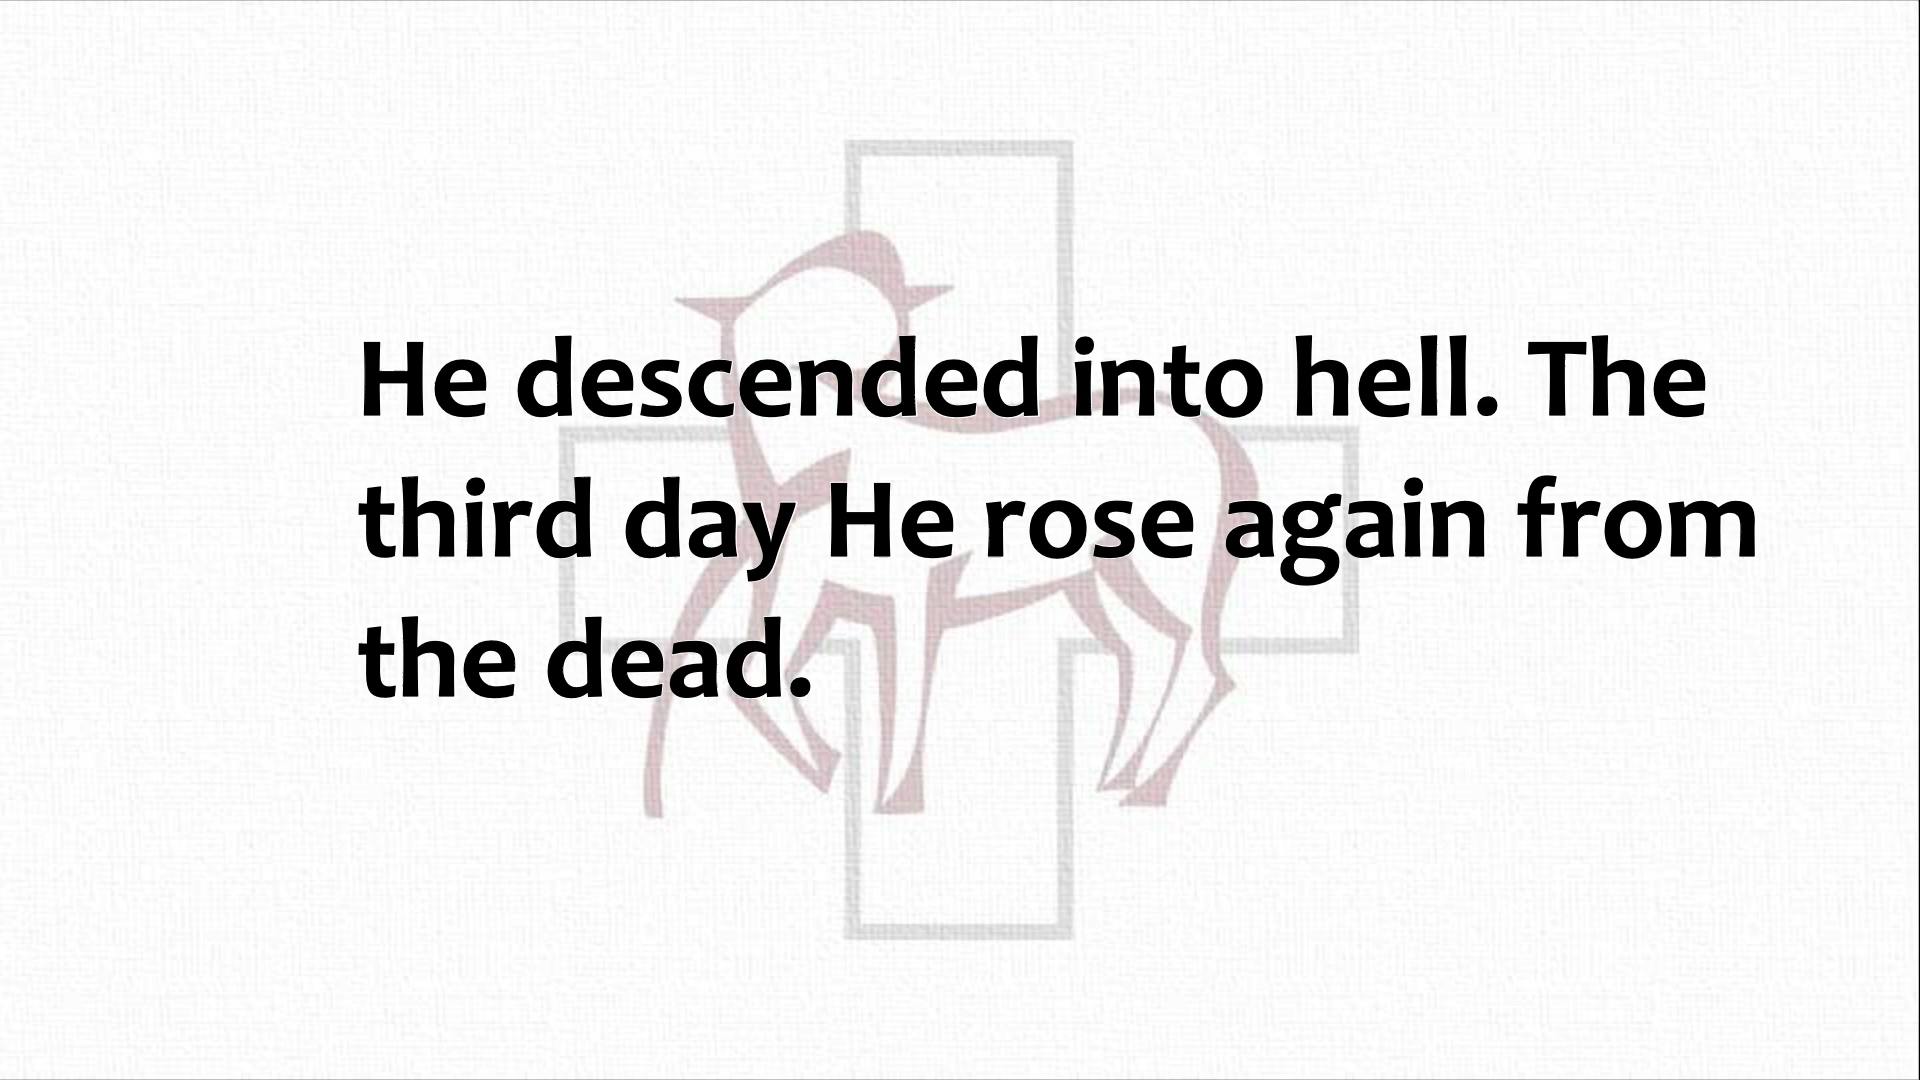 He descended into hell. The
third day He rose again from
the dead.